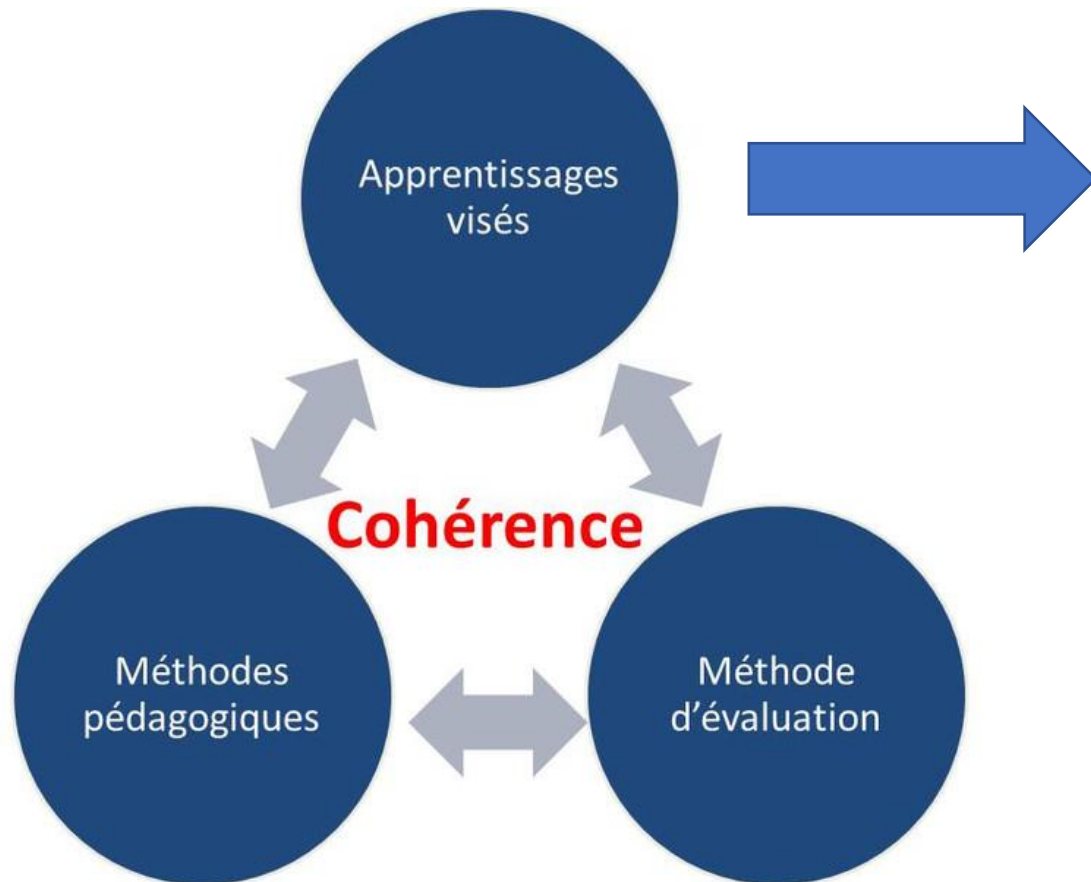 Apprentissages
visés
Cohérence
Méthodes
pédagogiques
Méthode
d'évaluation